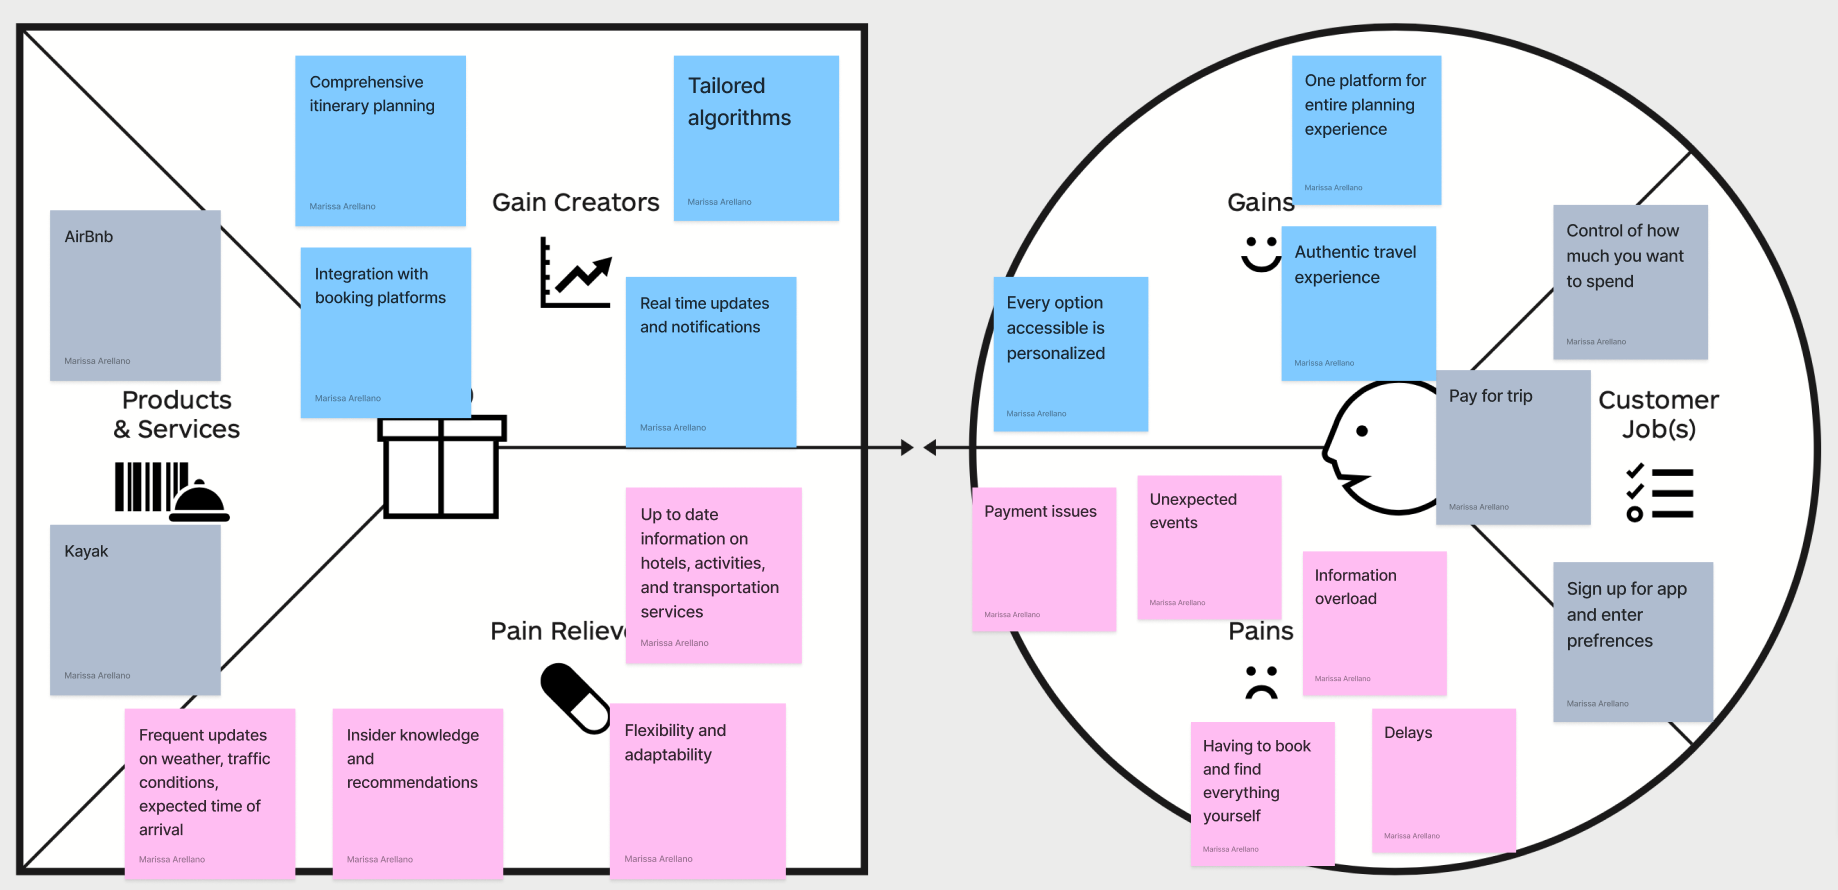 Comprehensive
itinerary planning
Marissa Arellano
Tailored
algorithms
Marissa Arellano
Gain Creators
AirBnb
Marissa Arellano
Integration with
booking platforms
Marissa Arellano
Real time updates
and notifications
Marissa Arellano
Products
& Services
Kayak
Marissa Arellano
Up to date
information on
hotels, activities,
and transportation
services
Marissa Arellano
Pain Relieve
Frequent updates
on weather, traffic
conditions,
expected time of
arrival
Marissa Arellano
Insider knowledge
and
recommendations
Marissa Arellano
Flexibility and
adaptability
Marissa Arellano
One platform for
entire planning
experience
Marissa Arellano
Gains
Authentic travel
experience
Marissa Arellano
Every option
accessible is
personalized
Marissa Arellano
Control of how
much you want
to spend
Marissa Arellano
Pay for trip
Marissa Arellano
Customer
Job(s)
Payment issues
Marissa Arellano
Unexpected
events
Marissa Arellano
Information
overload
Marissa Arellano
Pains
Sign up for app
and enter
prefrences
Marissa Arellano
Having to book
and find
everything
yourself
Marissa Arellano
Delays
Marissa Arellano